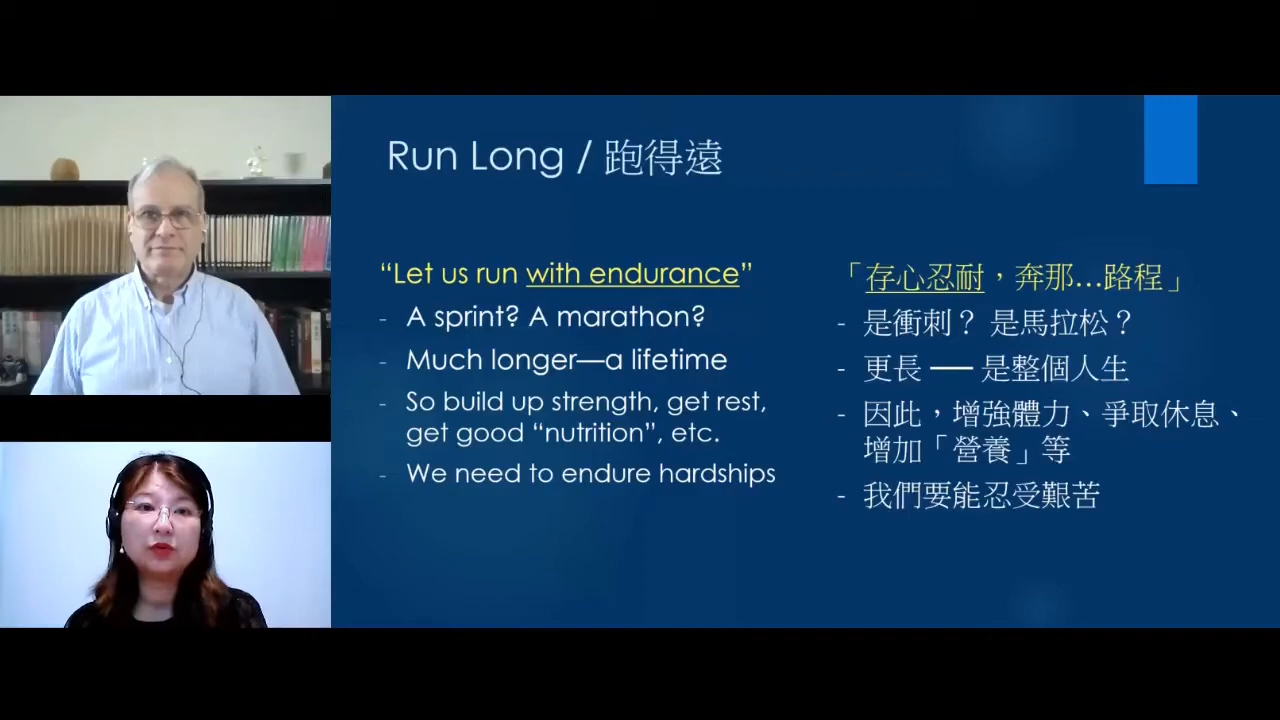 Run Long / 跑得遠
“Let us run with endurance”
- A sprint? A marathon?
- Much longer—a lifetime
- So build up strength, get rest,
get good “nutrition”, etc.
- We need to endure hardships
「存心忍耐，奔那…路程」
- 是衝刺？ 是馬拉松？
- 更長 —— 是整個人生
- 因此，增強體力、爭取休息、
增加「營養」等
- 我們要能忍受艱苦